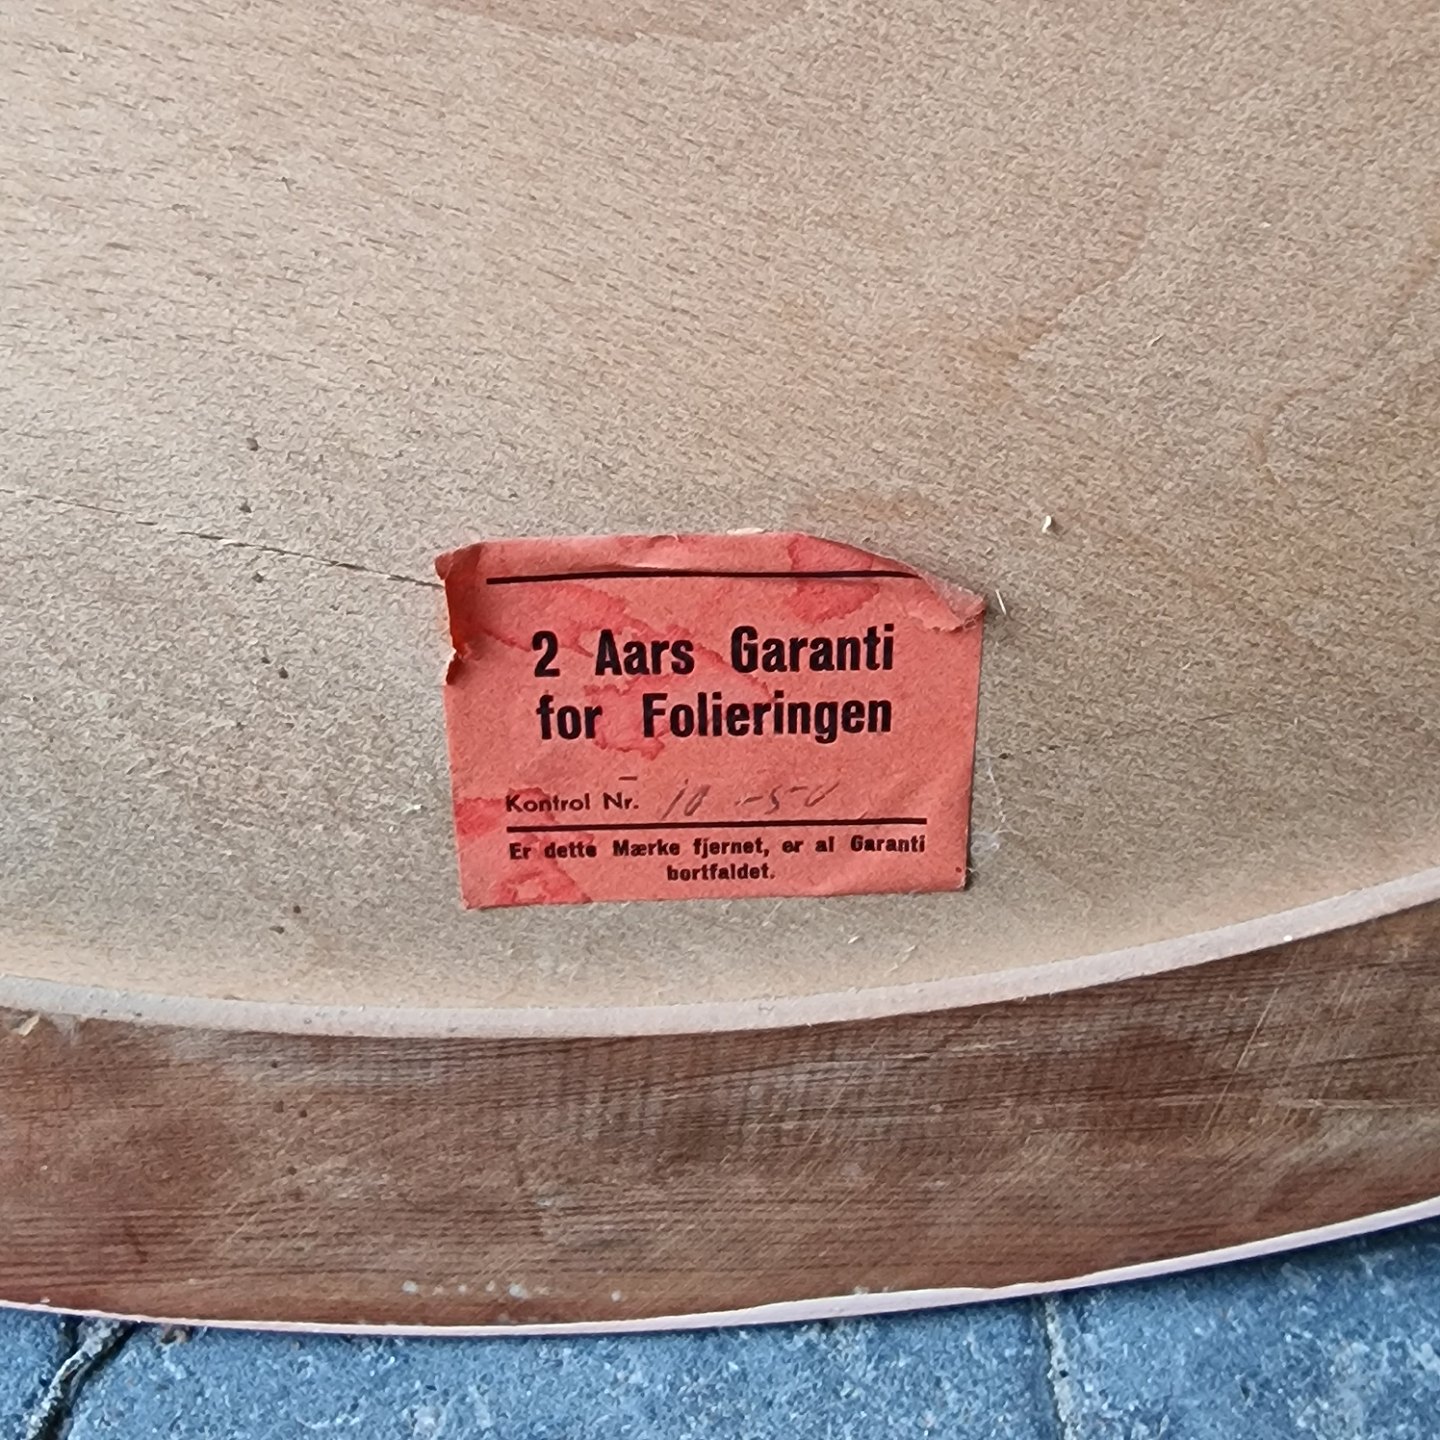 2 Aars Garanti
for Folieringen
Kontrol Nr.
Er dette Mærke fjernet, er al Garanti
bortfaldet.